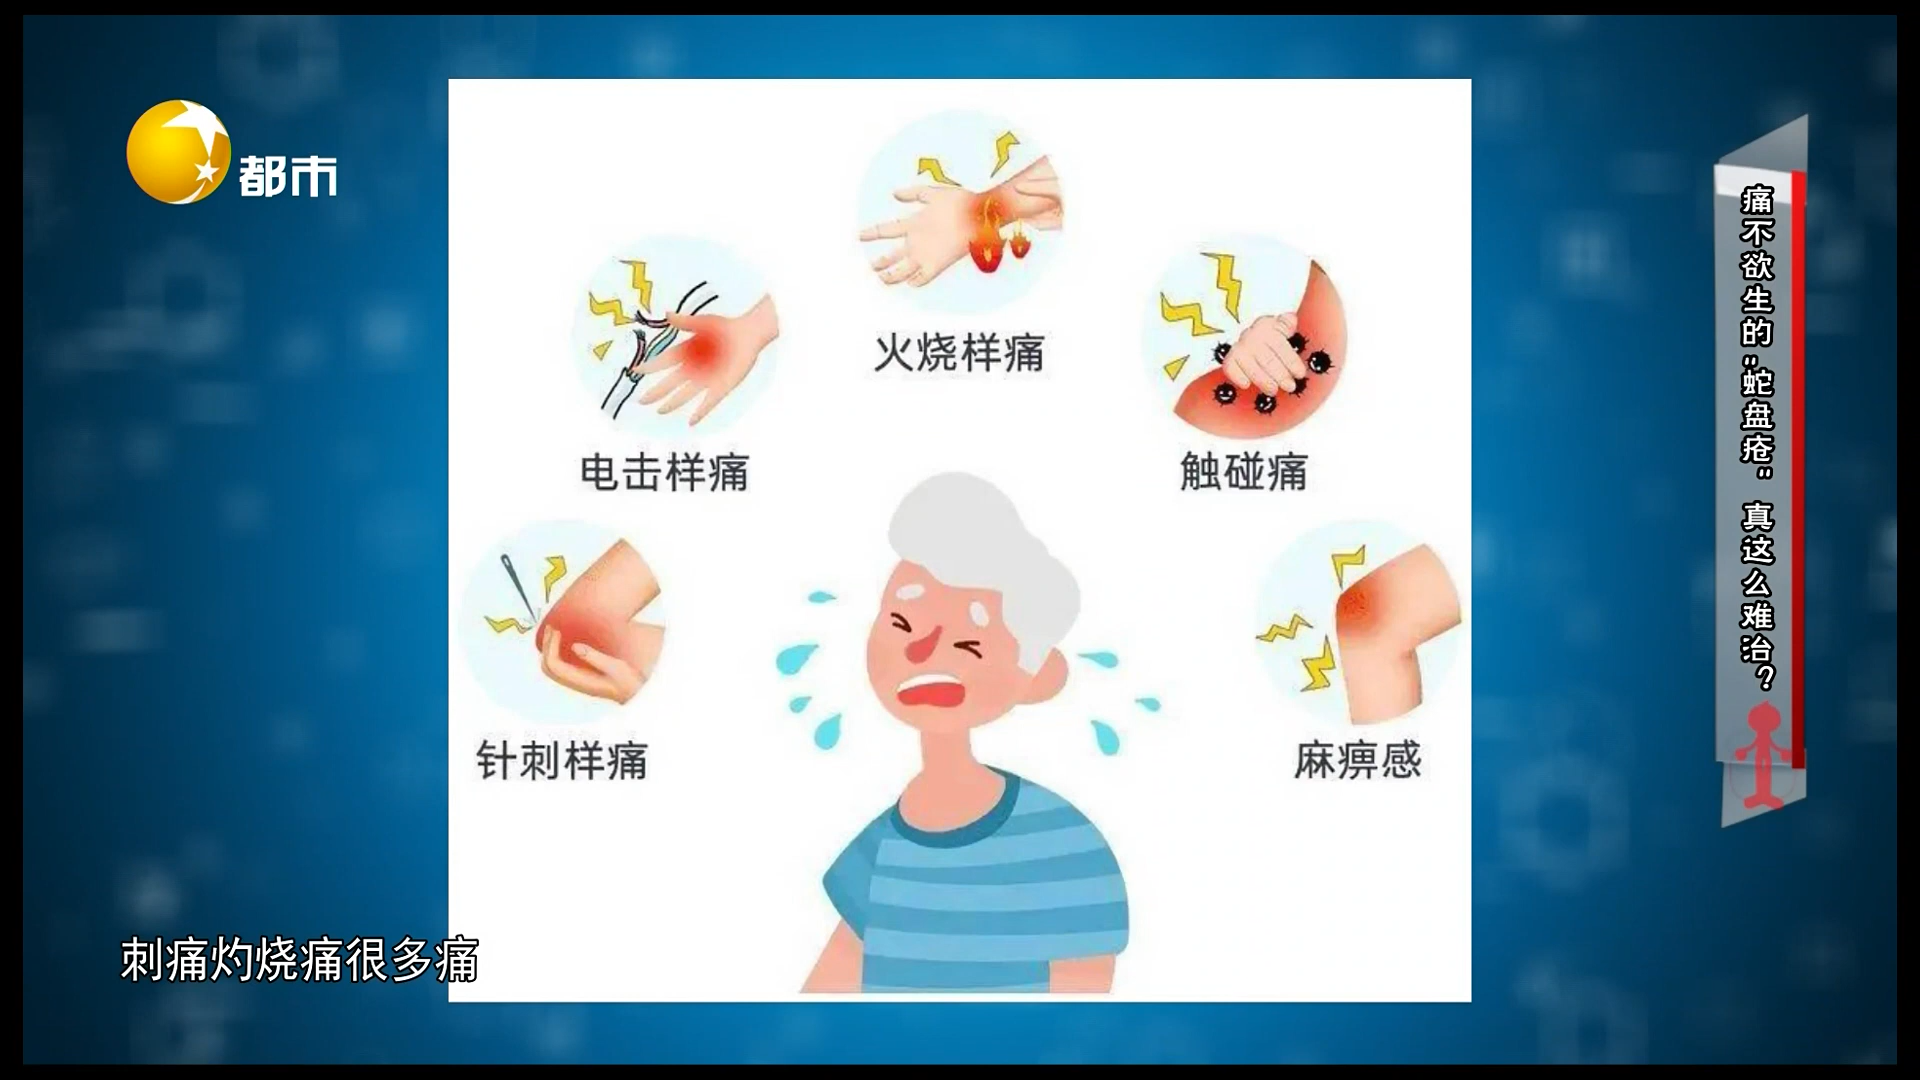 都市
火烧样痛
电击样痛
触碰痛
针刺样痛
麻痹感
刺痛灼烧痛很多痛
痛不欲生的“蛇盘疮” 真这么难治？